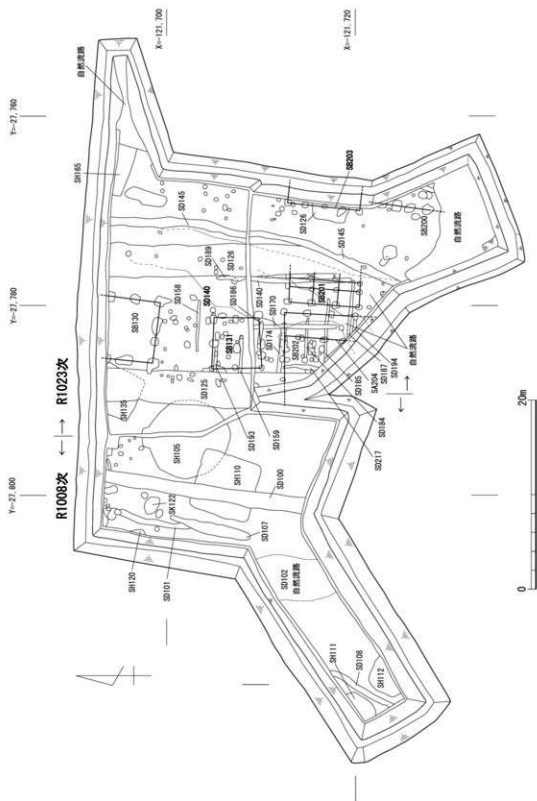 X=-121,700
X=-121,720
Y=-27,760
Y=-27,780
Y=-27,800
自然流路
SH165
SD145
SB203
SD126
SD145
SB200
自然流路
SD189
SD126
SD158
SD140
SD186
SD140
SD170
SB201
SB130
SB131
SD174
SB202
自然流路
SD194
SD187
SA204
SD185
SD184
SD217
SD125
SH135
SD193
SD159
R1023次
R1008次
SH105
SH110
SD100
SK122
SD107
SH120
SD101
SD102
自然流路
SH111
SD108
SH112
0
20m